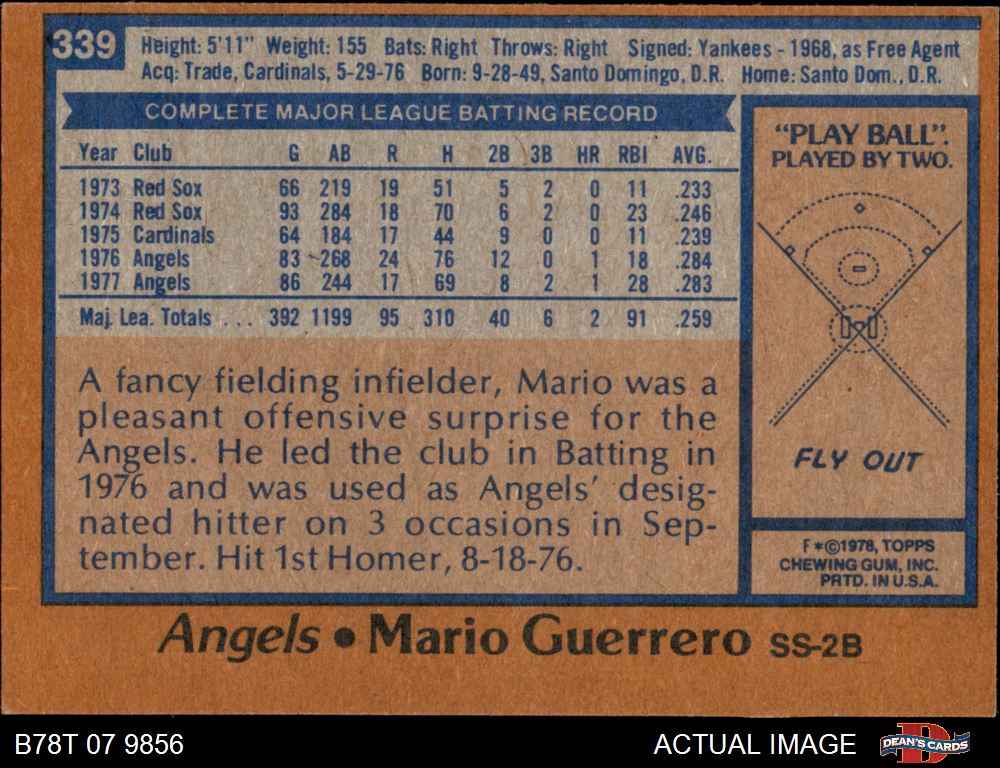 339
Height: 5'11" Weight: 155 Bats: Right Throws: Right Signed: Yankees - 1968, as Free Agent
Acq: Trade, Cardinals, 5-29-76 Born: 9-28-49, Santo Domingo, D.R. Home: Santo Dom., D.R.
COMPLETE MAJOR LEAGUE BATTING RECORD
Year Club G AB R H 2B 3B HR RBI AVG.
1973 Red Sox 66 219 19 51 5 2 0 11 .233
1974 Red Sox 93 284 18 70 6 2 0 23 .246
1975 Cardinals 64 184 17 44 9 0 0 11 .239
1976 Angels 83 268 24 76 12 0 1 18 .284
1977 Angels 86 244 17 69 8 2 1 28 .283
Maj. Lea. Totals . . . 392 1199 95 310 40 6 2 91 .259
A fancy fielding infielder, Mario was a
pleasant offensive surprise for the
Angels. He led the club in Batting in
1976 and was used as Angels' desig-
nated hitter on 3 occasions in Sep-
tember. Hit 1st Homer, 8-18-76.
"PLAY BALL".
PLAYED BY TWO.
FLY OUT
F*©1978, TOPPS
CHEWING GUM, INC.
PRTD. IN U.S.A.
Angels • Mario Guerrero SS-2B
B78T 07 9856
ACTUAL IMAGE
DEAN'S CARDS